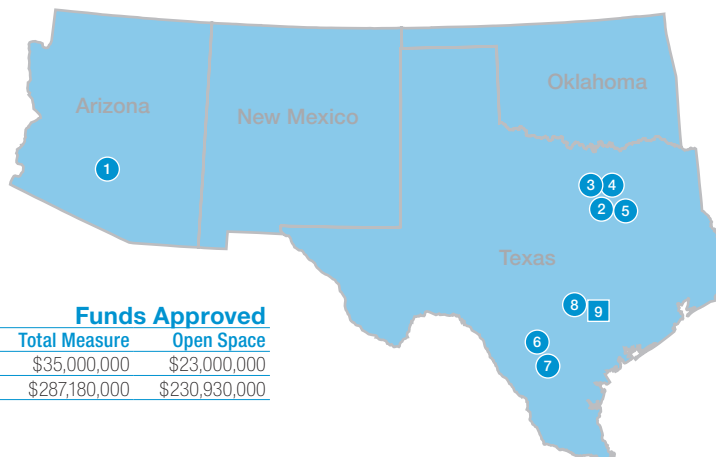 Oklahoma
Arizona
New Mexico
1
3 4
2 5
Texas
8 9
6
7
Funds Approved
Total Measure Open Space
$35,000,000 $23,000,000
$287,180,000 $230,930,000